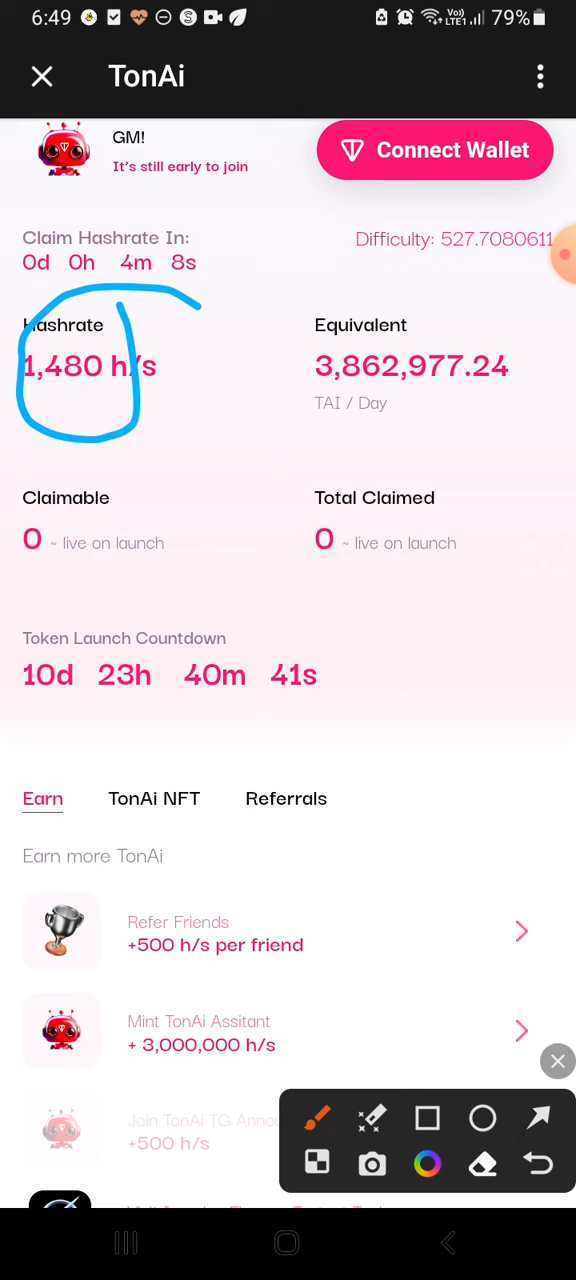 6:49
79%
TonAi
GM!
It's still early to join
Connect Wallet
Claim Hashrate In:
0d 0h 4m 8s
Difficulty: 527.7080611
Hashrate
1,480 h/s
Equivalent
3,862,977.24
TAI / Day
Claimable
0 ~ live on launch
Total Claimed
0 ~ live on launch
Token Launch Countdown
10d 23h 40m 41s
Earn TonAi NFT Referrals
Earn more TonAi
Refer Friends
+500 h/s per friend
Mint TonAi Assitant
+ 3,000,000 h/s
Join TonAi TG
+500 h/s